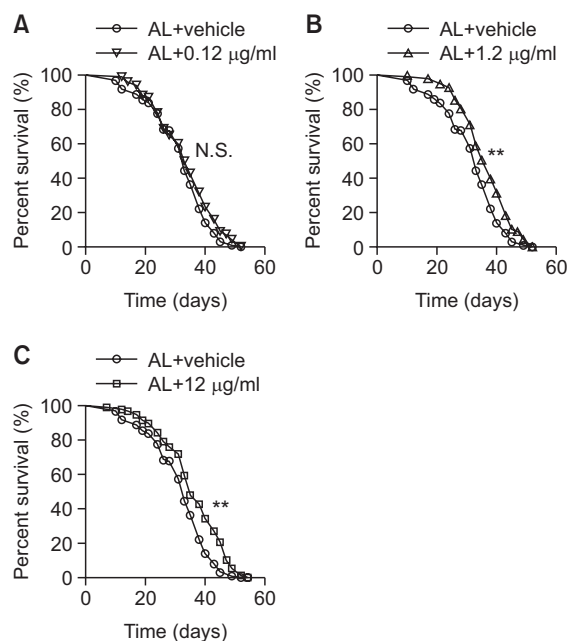 A
AL+vehicle
AL+0.12 μg/ml
Percent survival (%)
100
80
60
40
20
0
N.S.
0 20 40 60
Time (days)
B
AL+vehicle
AL+1.2 μg/ml
Percent survival (%)
100
80
60
40
20
0
**
0 20 40 60
Time (days)
C
AL+vehicle
AL+12 μg/ml
Percent survival (%)
100
80
60
40
20
0
**
0 20 40 60
Time (days)